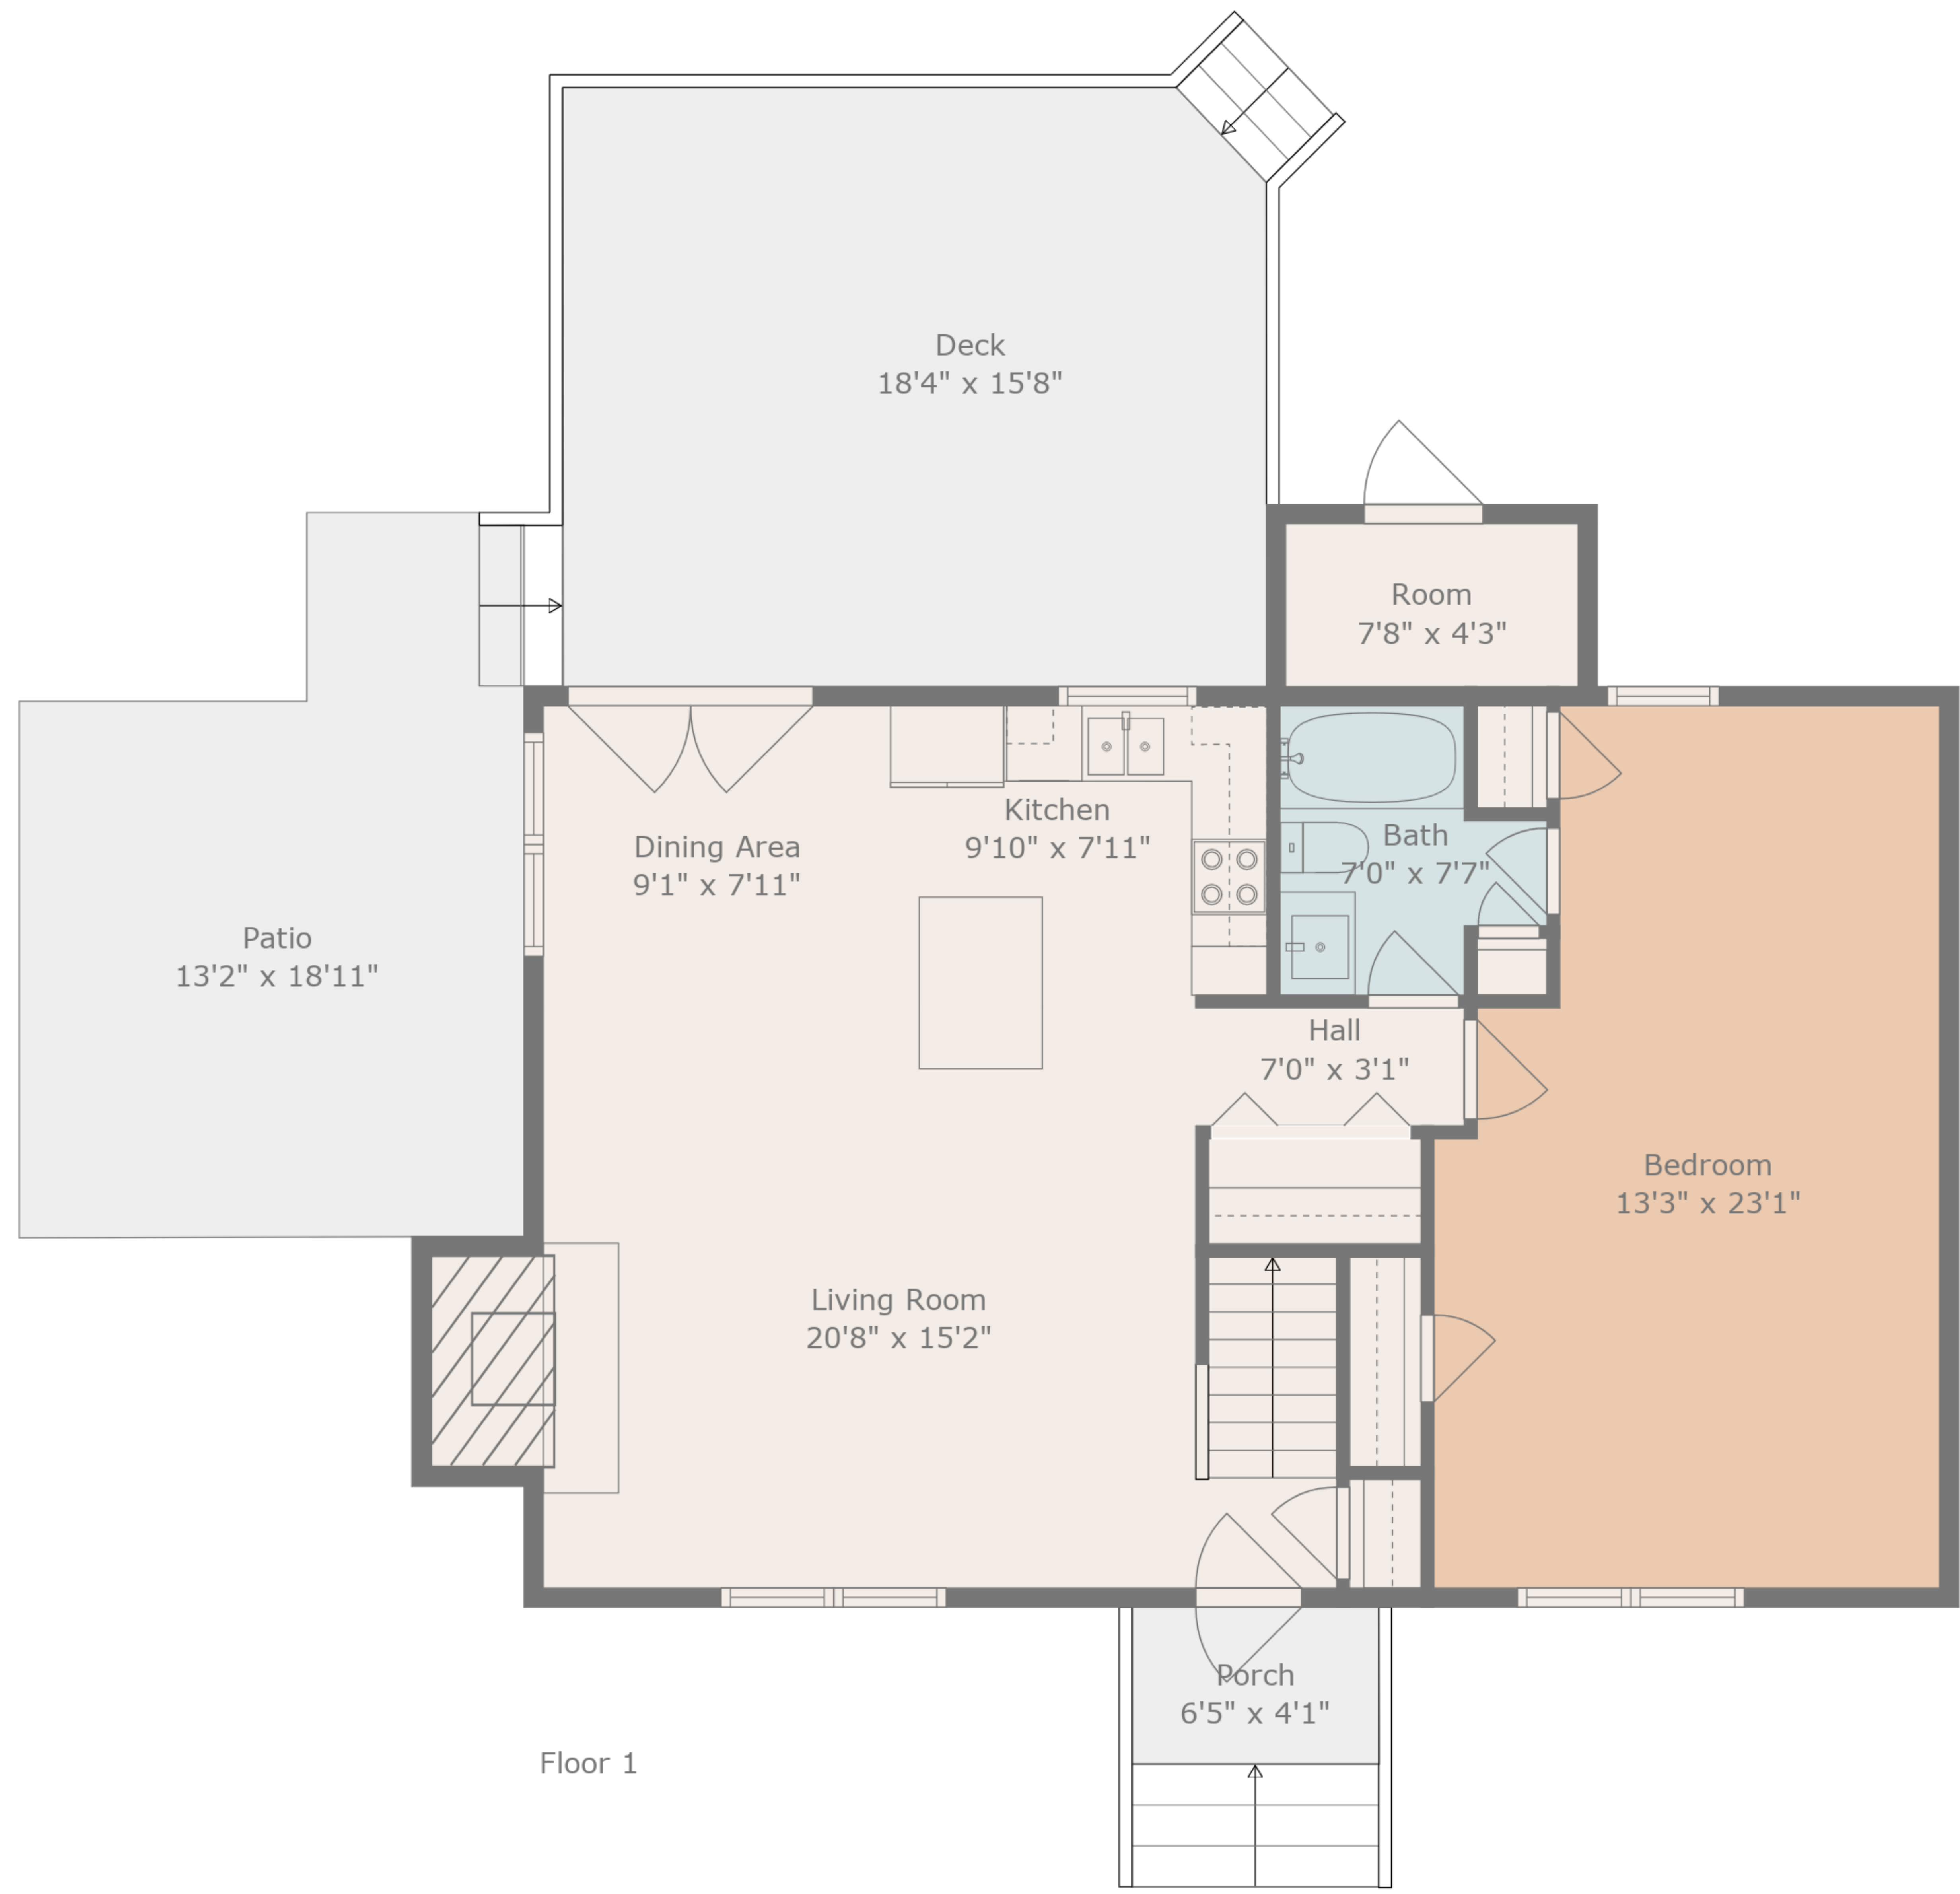 Deck
18'4" x 15'8"
Room
7'8" x 4'3"
Kitchen
9'10" x 7'11"
Dining Area
9'1" x 7'11"
Bath
7'0" x 7'7"
Patio
13'2" x 18'11"
Hall
7'0" x 3'1"
Bedroom
13'3" x 23'1"
Living Room
20'8" x 15'2"
Porch
6'5" x 4'1"
Floor 1